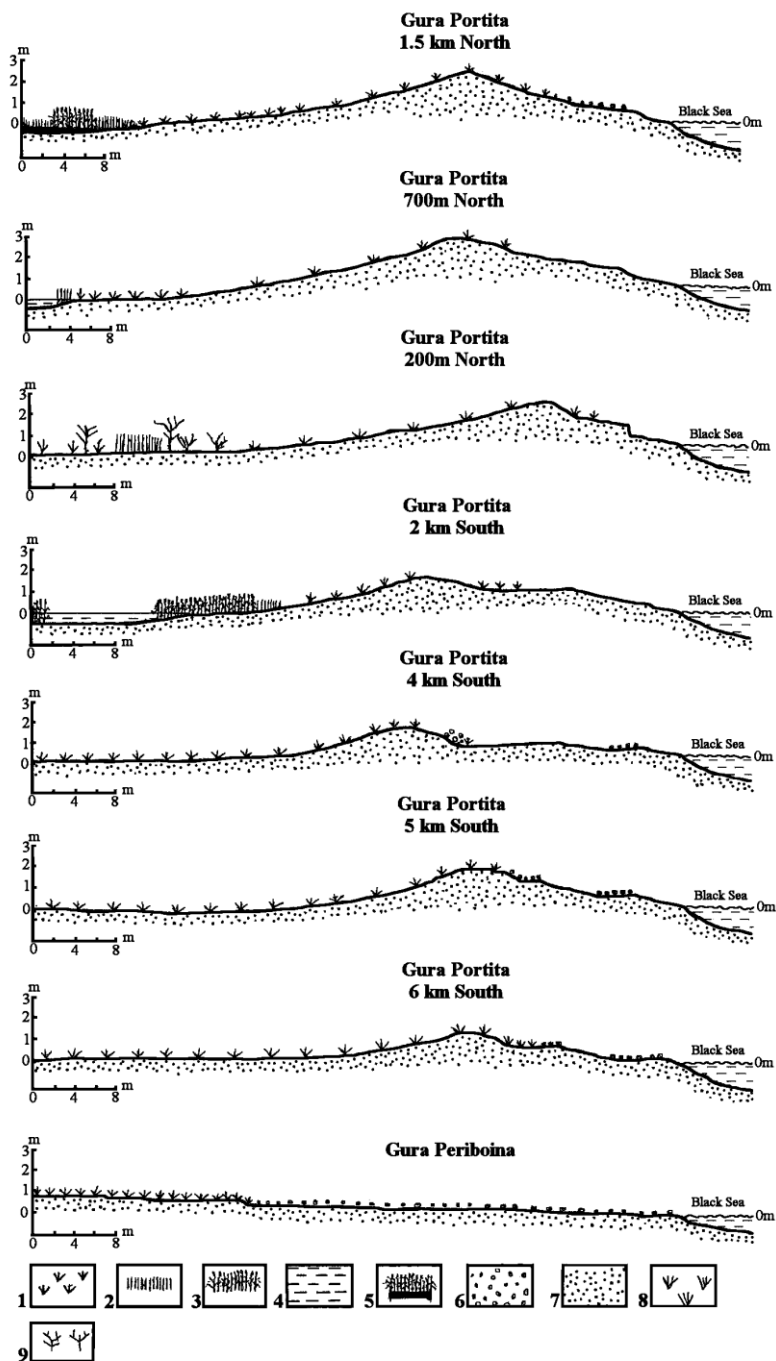 Gura Portita
1.5 km North
m
3
2
1
0
Black Sea
0m
0 4 8 m
Gura Portita
700m North
m
3
2
1
0
Black Sea
0m
0 4 8 m
Gura Portita
200m North
m
3
2
1
0
Black Sea
0m
0 4 8 m
Gura Portita
2 km South
m
3
2
1
0
Black Sea
0m
0 4 8 m
Gura Portita
4 km South
m
3
2
1
0
Black Sea
0m
0 4 8 m
Gura Portita
5 km South
m
3
2
1
0
Black Sea
0m
0 4 8 m
Gura Portita
6 km South
m
3
2
1
0
Black Sea
0m
0 4 8 m
Gura Periboina
m
3
2
1
0
Black Sea
0m
0 4 8 m
1 2 3 4 5 6 7 8
9